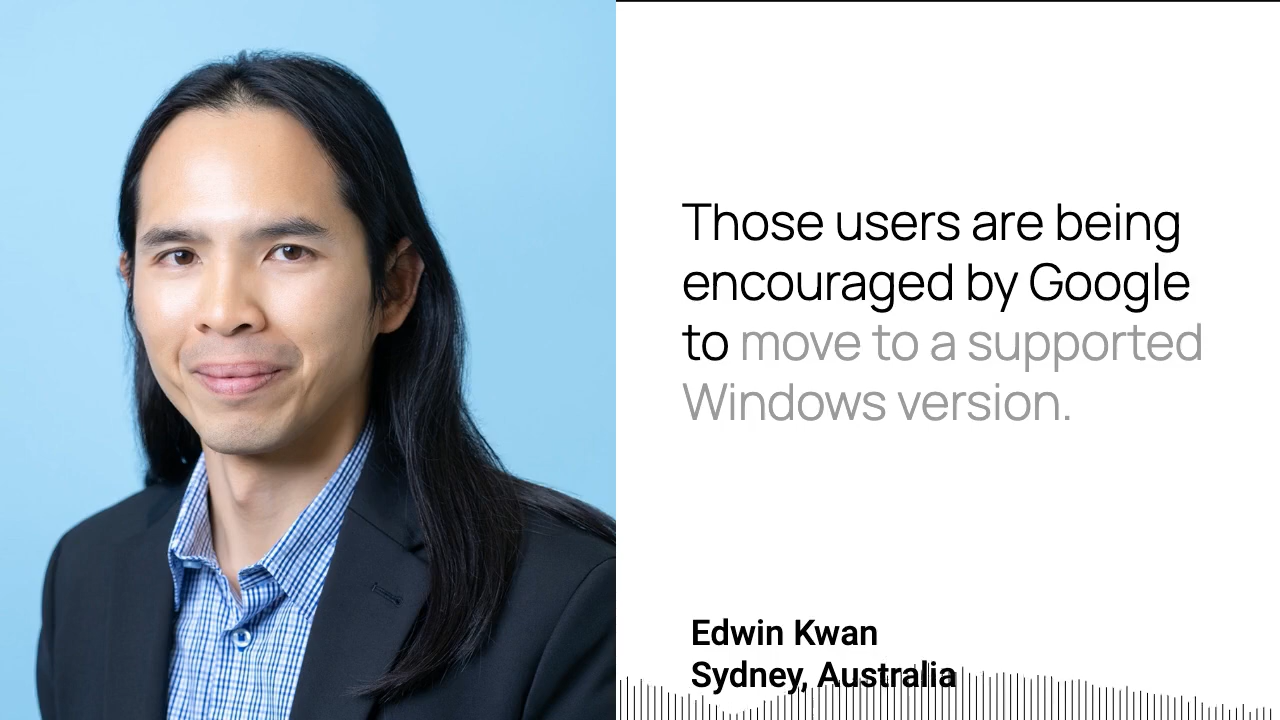 Those users are being
encouraged by Google
to move to a supported
Windows version.
Edwin Kwan
Sydney, Australia